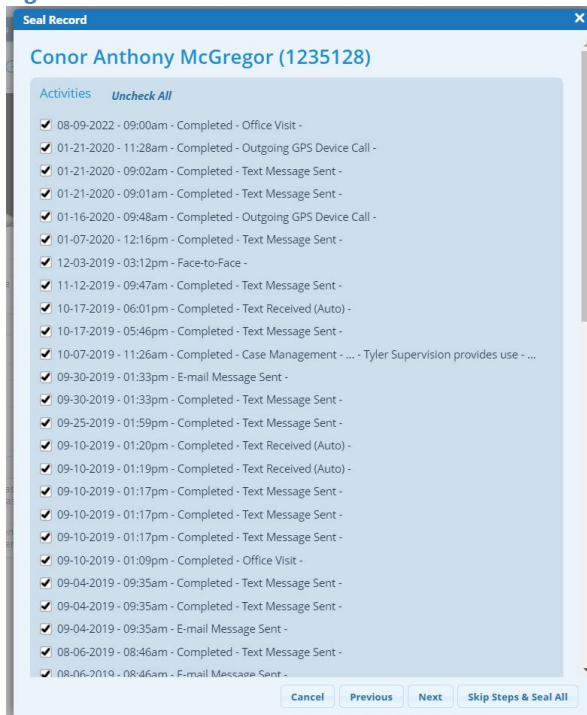 Seal Record
Conor Anthony McGregor (1235128)
Activities Uncheck All
08-09-2022 - 09:00am - Completed - Office Visit -
01-21-2020 - 11:28am - Completed - Outgoing GPS Device Call -
01-21-2020 - 09:02am - Completed - Text Message Sent -
01-21-2020 - 09:01am - Completed - Text Message Sent -
01-16-2020 - 09:48am - Completed - Outgoing GPS Device Call -
01-07-2020 - 12:16pm - Completed - Text Message Sent -
12-03-2019 - 03:12pm - Face-to-Face -
11-12-2019 - 09:47am - Completed - Text Message Sent -
10-17-2019 - 06:01pm - Completed - Text Received (Auto) -
10-17-2019 - 05:46pm - Completed - Text Message Sent -
10-07-2019 - 11:26am - Completed - Case Management - ... - Tyler Supervision provides use - ...
09-30-2019 - 01:33pm - E-mail Message Sent -
09-30-2019 - 01:33pm - Completed - Text Message Sent -
09-25-2019 - 01:59pm - Completed - Text Message Sent -
09-10-2019 - 01:20pm - Completed - Text Received (Auto) -
09-10-2019 - 01:19pm - Completed - Text Received (Auto) -
09-10-2019 - 01:17pm - Completed - Text Message Sent -
09-10-2019 - 01:17pm - Completed - Text Message Sent -
09-10-2019 - 01:17pm - Completed - Text Message Sent -
09-10-2019 - 01:09pm - Completed - Office Visit -
09-04-2019 - 09:35am - Completed - Text Message Sent -
09-04-2019 - 09:35am - Completed - Text Message Sent -
09-04-2019 - 09:35am - E-mail Message Sent -
08-06-2019 - 08:46am - Completed - Text Message Sent -
08-06-2019 - 08:46am - E-mail Message Sent -
Cancel Previous Next Skip Steps & Seal All